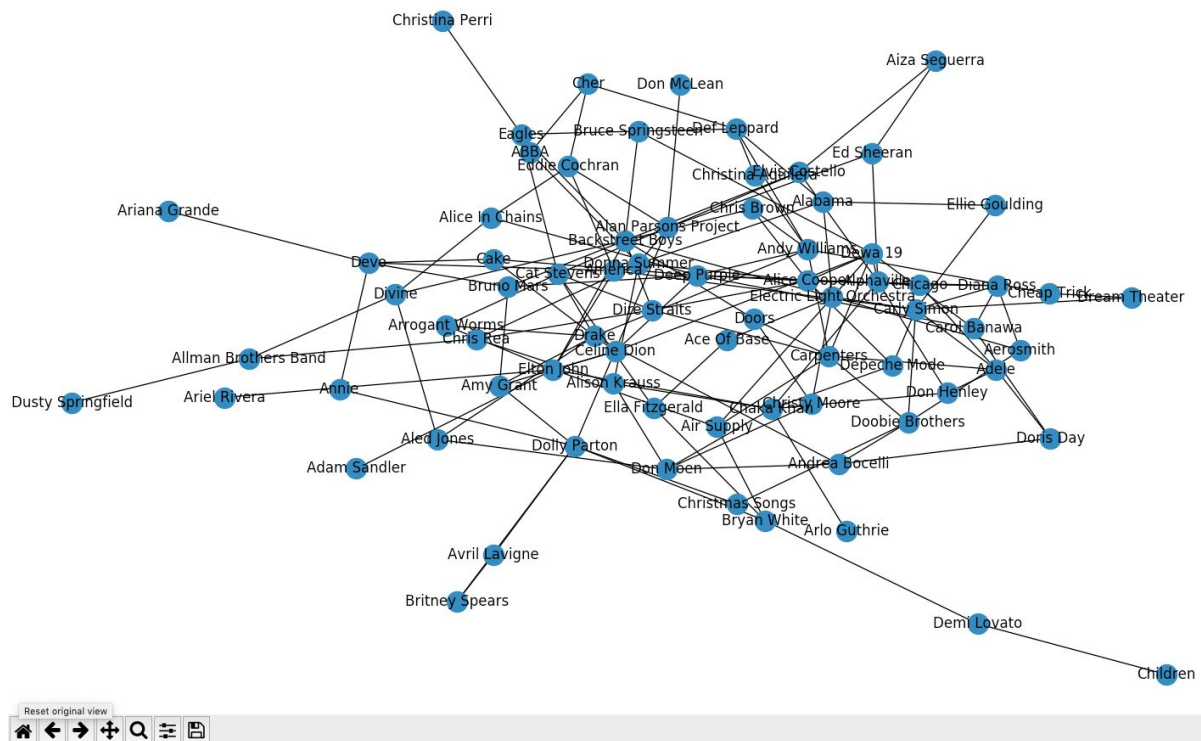 Christina Perri
Aiza Seguerra
Cher
Don McLean
Eagles
Bruce Springsteen
Def Leppard
ABBA
Ed Sheeran
Eddie Cochran
Christina Aguilera
Elvis Costello
Ariana Grande
Alice In Chains
Chris Brown
Alabama
Ellie Goulding
Alan Parsons Project
Backstreet Boys
Andy Williams
Dewa 19
Devo
Cake
Donna Summer
Cat Stevens
America
Deep Purple
Alice Cooper
Alphaville
Chicago
Diana Ross
Bruno Mars
Divine
Electric Light Orchestra
Cheap Trick
Dream Theater
Dire Straits
Carly Simon
Arrogant Worms
Doors
Carol Banawa
Chris Rea
Drake
Ace Of Base
Celine Dion
Aerosmith
Allman Brothers Band
Carpenters
Depeche Mode
Elton John
Adele
Amy Grant
Alison Krauss
Annie
Don Henley
Ariel Rivera
Dusty Springfield
Ella Fitzgerald
Chaka Khan
Christy Moore
Air Supply
Doobie Brothers
Aled Jones
Dolly Parton
Doris Day
Adam Sandler
Don Moen
Andrea Bocelli
Christmas Songs
Bryan White
Arlo Guthrie
Avril Lavigne
Britney Spears
Demi Lovato
Children
Reset original view